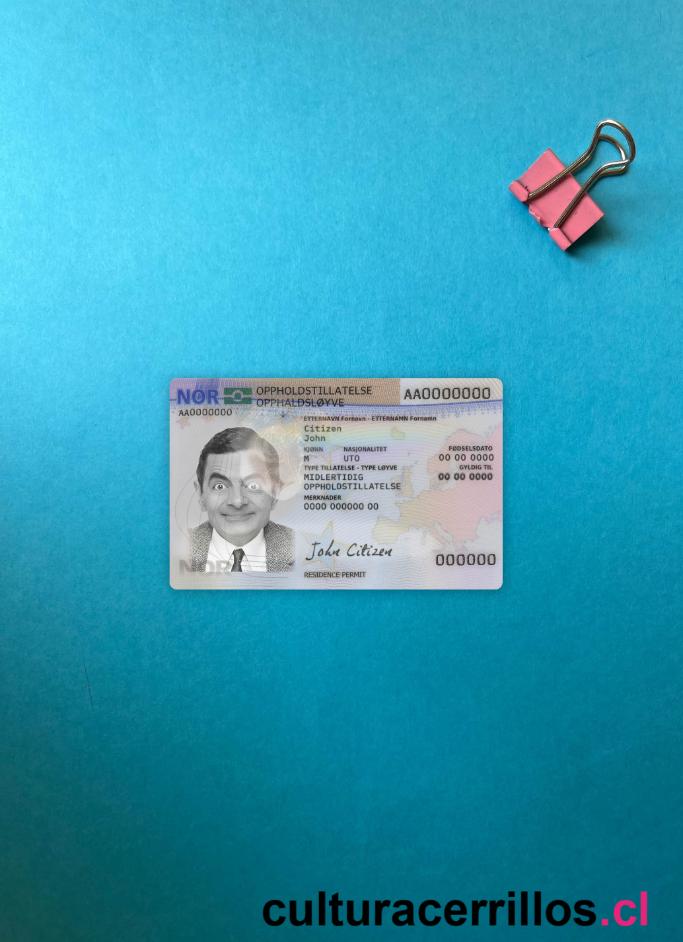 NOR OPPHOLDSTILLATELSE AA0000000
OPPHALDSLØYVE
AA0000000
ETTERNAVN Fornavn - ETTERNAMN Fornamn
Citizen
John
KJØNN NASJONALITET FØDSELSDATO
M UTO 00 00 0000
TYPE TILLATELSE - TYPE LØYVE GYLDIG TIL
MIDLERTIDIG 00 00 0000
OPPHOLDSTILLATELSE
MERKNADER
0000 000000 00
John Citizen 000000
NOR
RESIDENCE PERMIT
culturacerrillos.cl